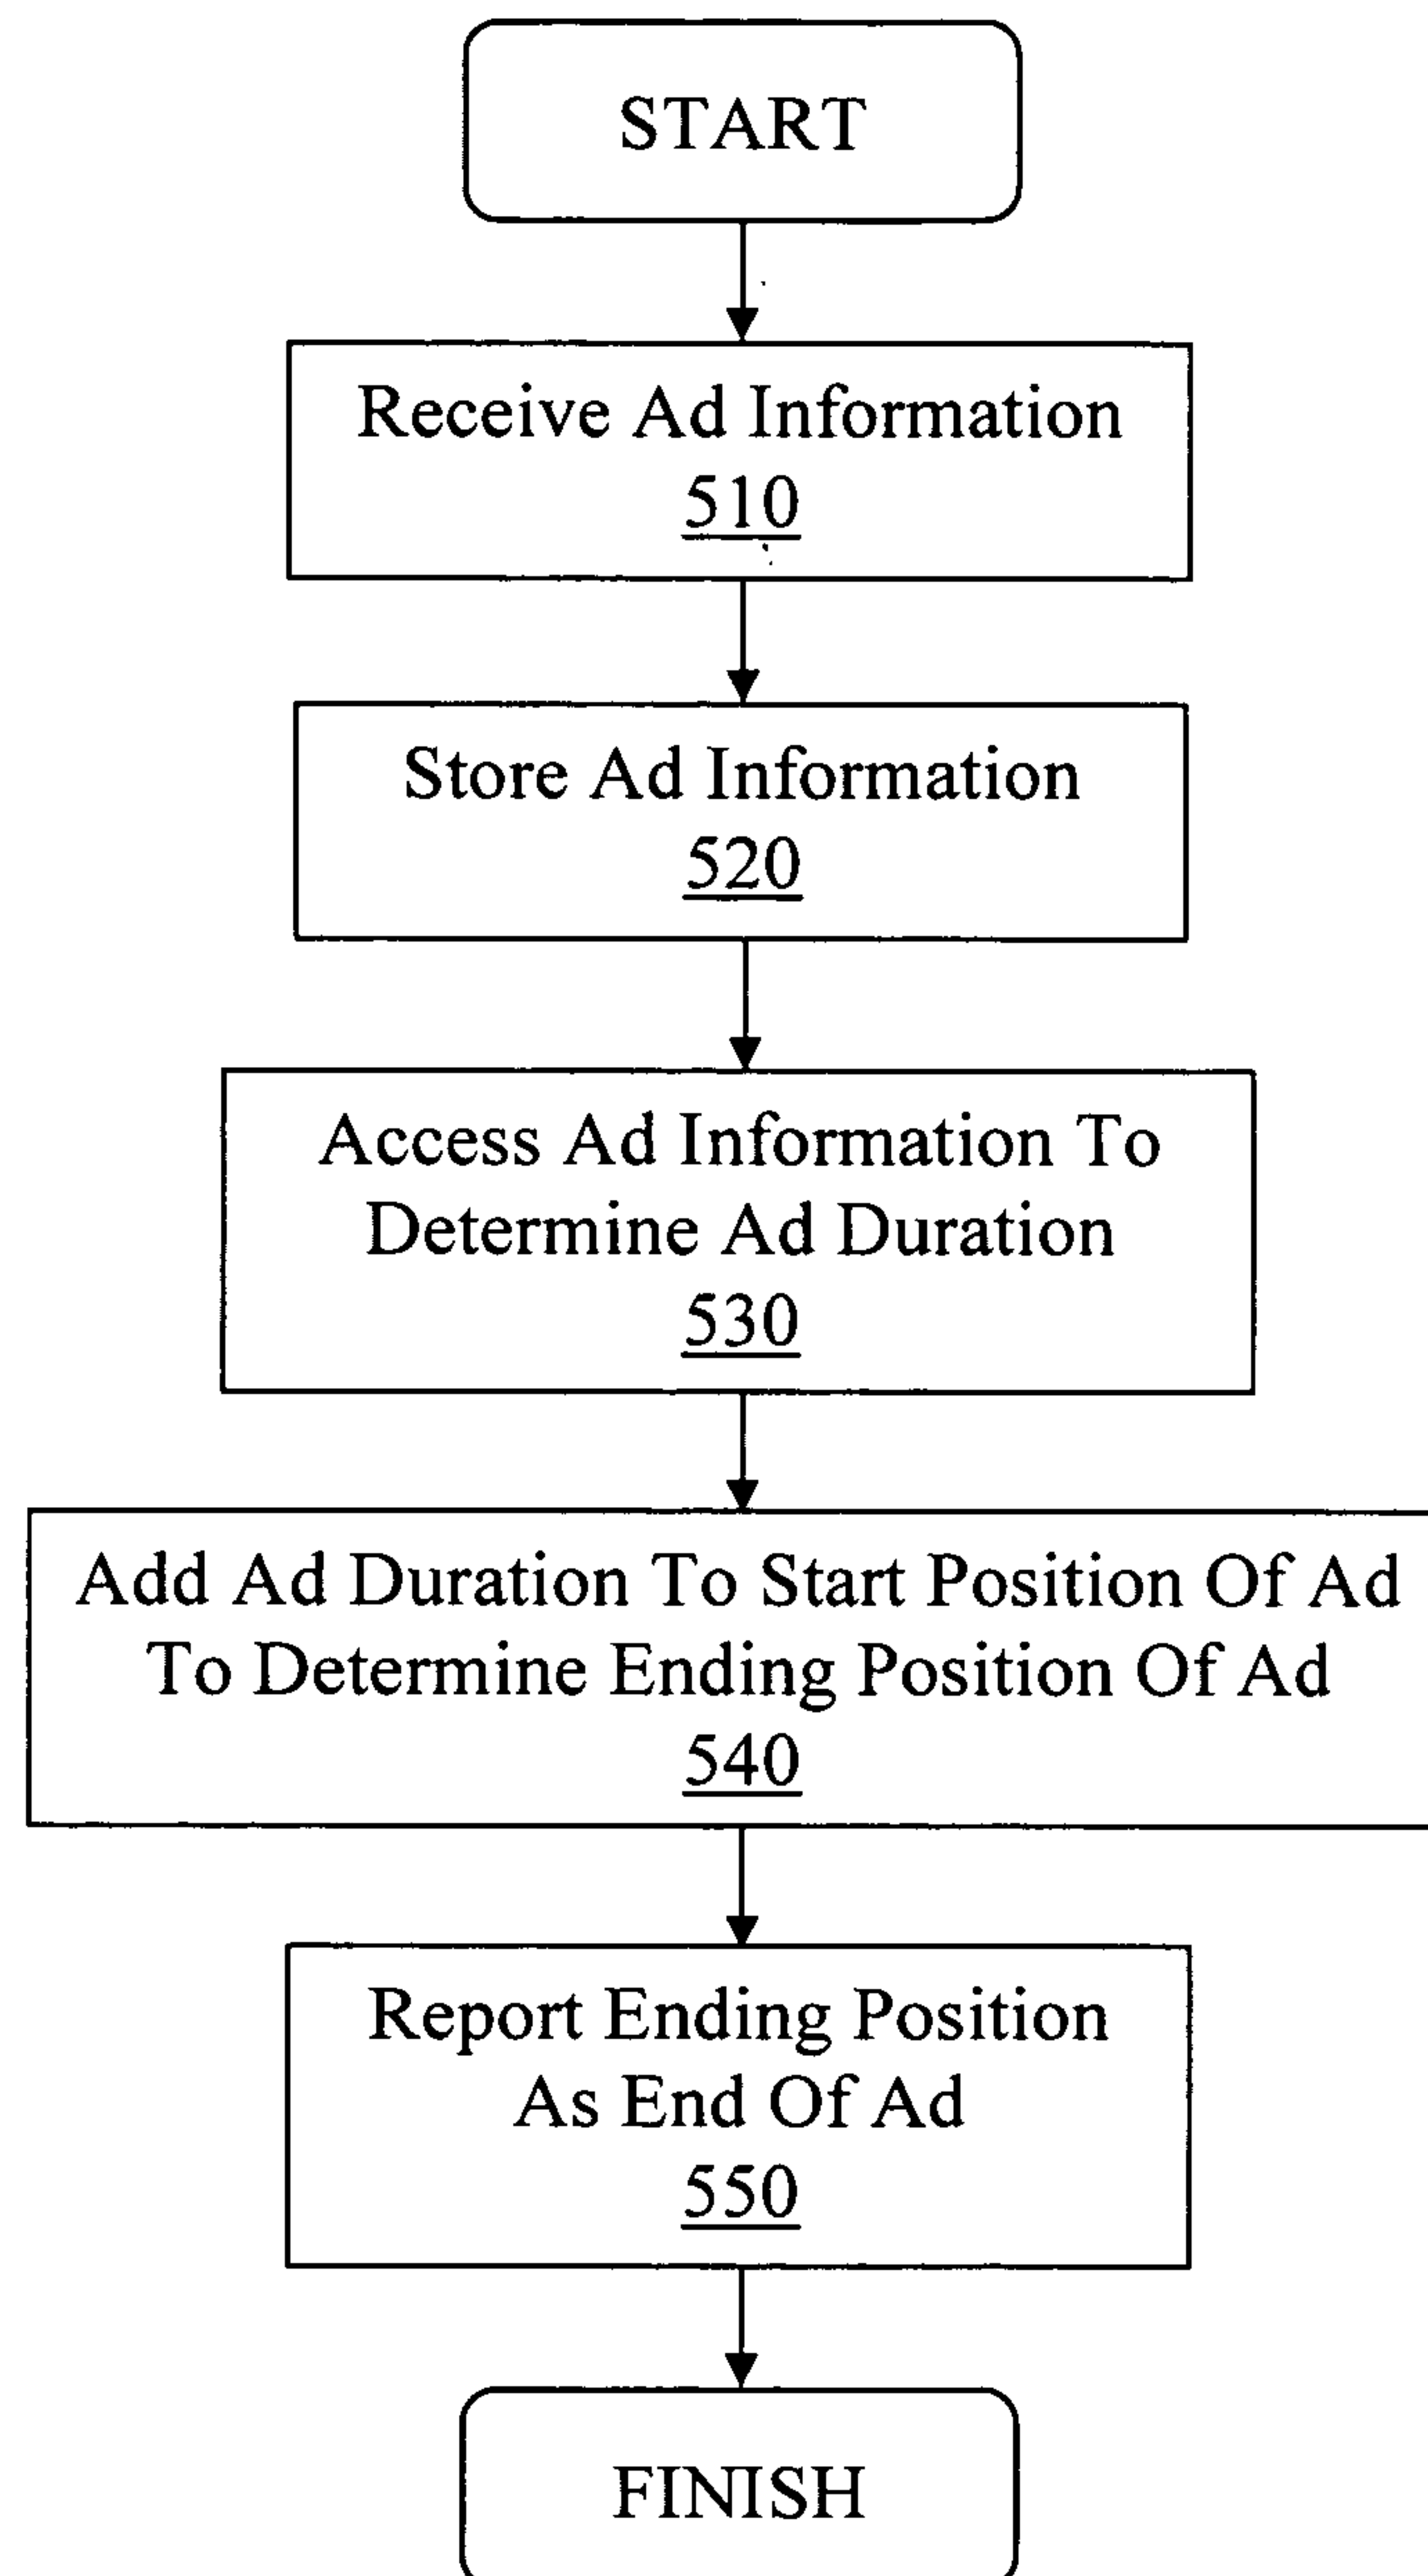 START
Receive Ad Information
510
Store Ad Information
520
Access Ad Information To
Determine Ad Duration
530
Add Ad Duration To Start Position Of Ad
To Determine Ending Position Of Ad
540
Report Ending Position
As End Of Ad
550
FINISH